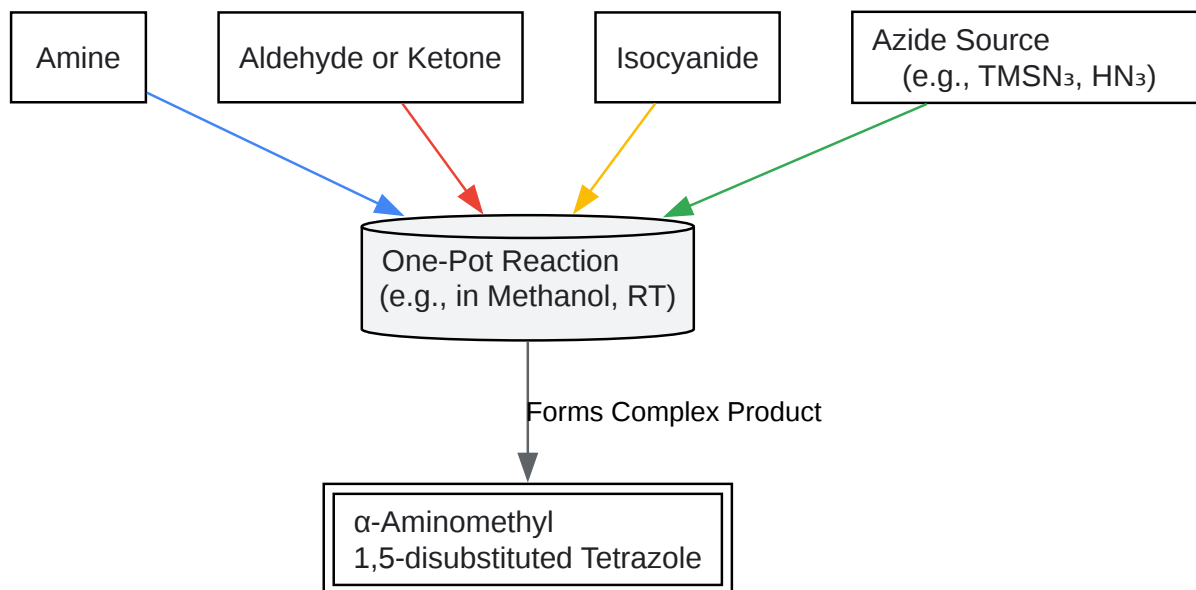 Amine
Aldehyde or Ketone
Isocyanide
Azide Source
(e.g., TMSN₃, HN₃)
One-Pot Reaction
(e.g., in Methanol, RT)
Forms Complex Product
α-Aminomethyl
1,5-disubstituted Tetrazole